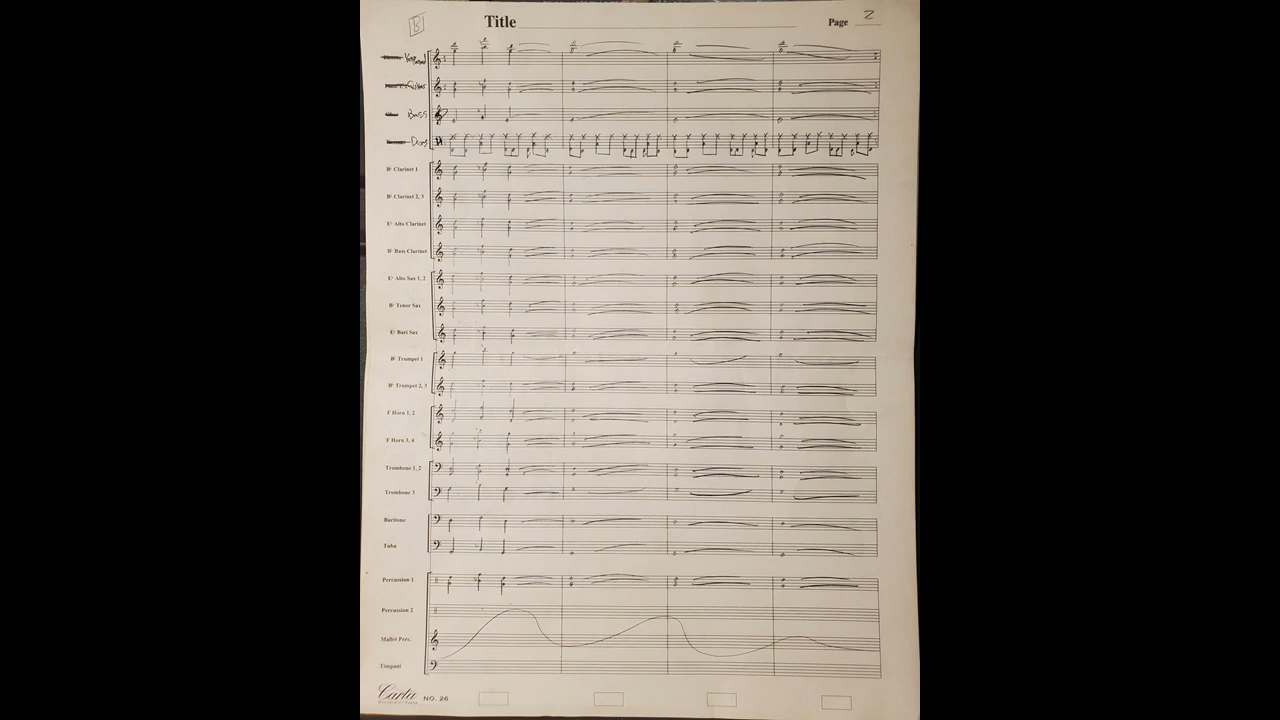 B
Title
Page 2
Guitar
Bass
Drums
B♭ Clarinet 1
B♭ Clarinet 2, 3
E♭ Alto Clarinet
B♭ Bass Clarinet
E♭ Alto Sax 1, 2
B♭ Tenor Sax
E♭ Bari Sax
B♭ Trumpet 1
B♭ Trumpet 2, 3
F Horn 1, 2
F Horn 3, 4
Trombone 1, 2
Trombone 3
Baritone
Tuba
Percussion 1
Percussion 2
Mallet Perc.
Timpani
Carta NO. 26
MANUSCRIPT PAPER